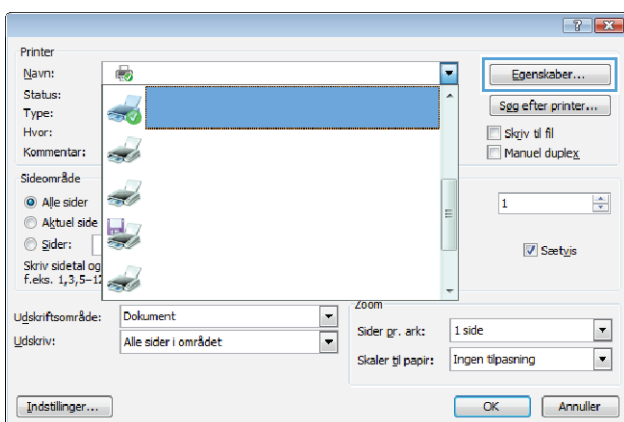 Printer
Navn:
Egenskaber...
Status:
Søg efter printer...
Type:
Hvor:
Skriv til fil
Kommentar:
Manuel duplex
Sideområde
Alle sider
1
Aktuel side
Sider:
Sætvis
Skriv sidetal og
f.eks. 1,3,5–12
Zoom
Udskriftsområde: Dokument
Sider pr. ark: 1 side
Udskriv: Alle sider i området
Skaler til papir: Ingen tilpasning
Indstillinger...
OK
Annuller